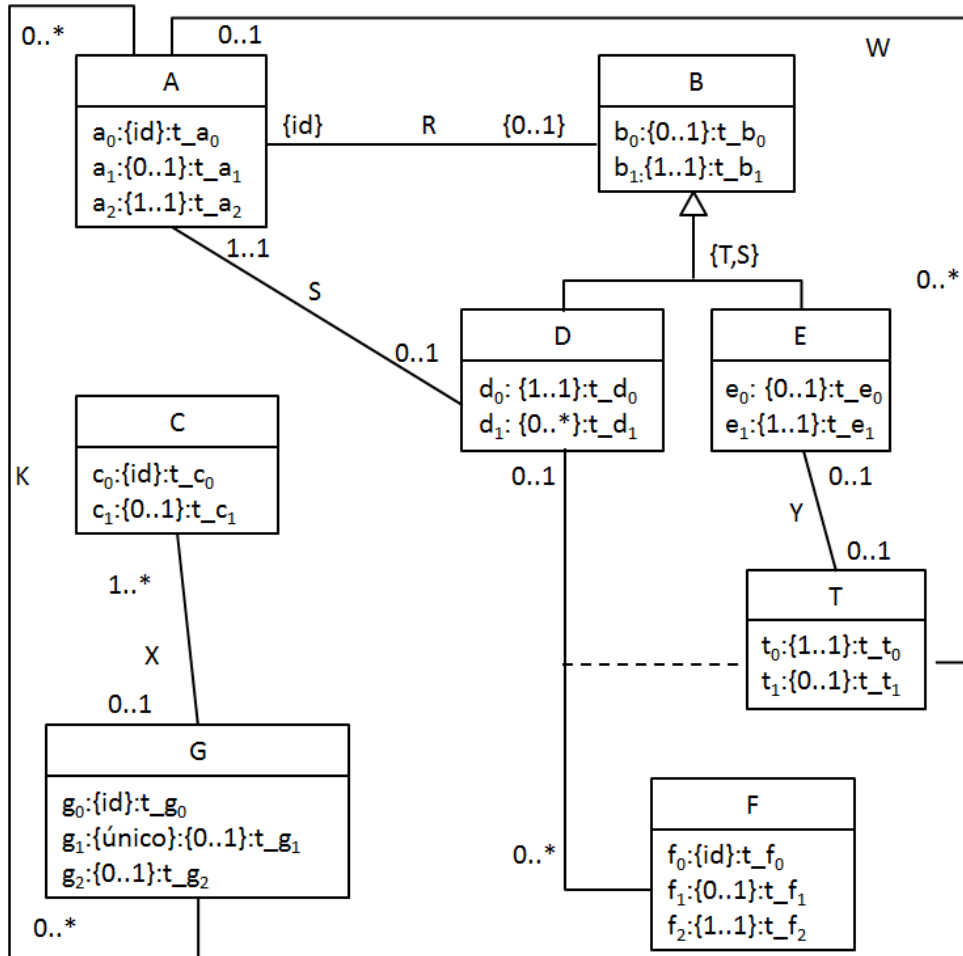 0..*
0..1
W
A
B
a₀:{id}:t_a₀
a₁:{0..1}:t_a₁
a₂:{1..1}:t_a₂
{id}
R
{0..1}
b₀:{0..1}:t_b₀
b₁:{1..1}:t_b₁
1..1
{T,S}
0..*
S
0..1
D
d₀: {1..1}:t_d₀
d₁: {0..*}:t_d₁
E
e₀: {0..1}:t_e₀
e₁:{1..1}:t_e₁
C
c₀:{id}:t_c₀
c₁:{0..1}:t_c₁
K
0..1
0..1
Y
0..1
1..*
X
0..1
T
t₀:{1..1}:t_t₀
t₁:{0..1}:t_t₁
G
g₀:{id}:t_g₀
g₁:{único}:{0..1}:t_g₁
g₂:{0..1}:t_g₂
0..*
0..*
F
f₀:{id}:t_f₀
f₁:{0..1}:t_f₁
f₂:{1..1}:t_f₂